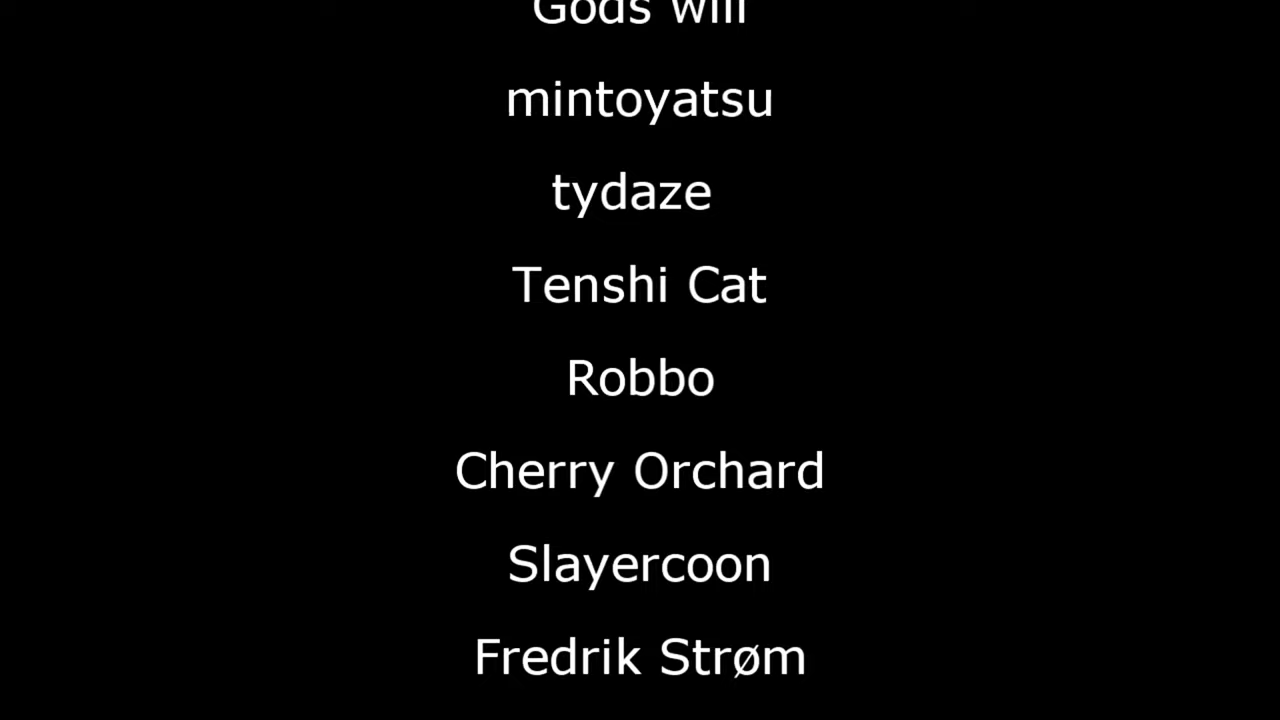 Gods will
mintoyatsu
tydaze
Tenshi Cat
Robbo
Cherry Orchard
Slayercoon
Fredrik Strøm